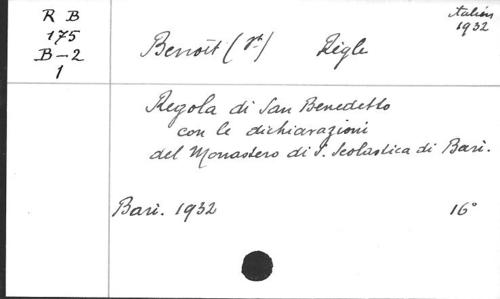 R B
175
B-2
1
Italien
1932
Benoît (St) Règle
Regola di San Benedetto
con le dichiarazioni
del Monastero di S. Scolastica di Bari.
Bari. 1932 16°